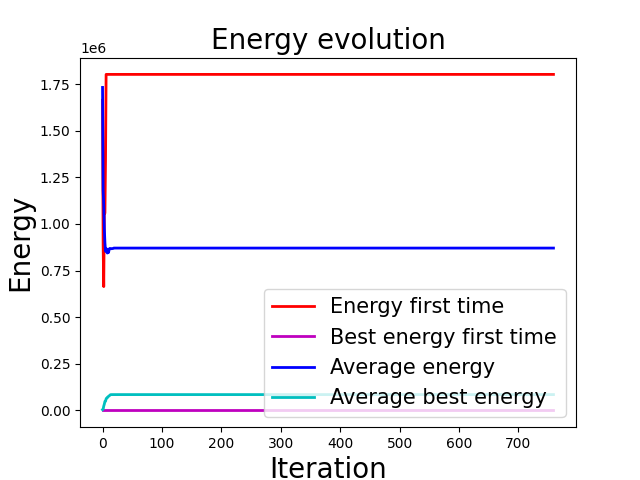 Energy evolution
1e6
1.75
1.50
1.25
1.00
0.75
0.50
0.25
0.00
Energy
Energy first time
Best energy first time
Average energy
Average best energy
0 100 200 300 400 500 600 700
Iteration